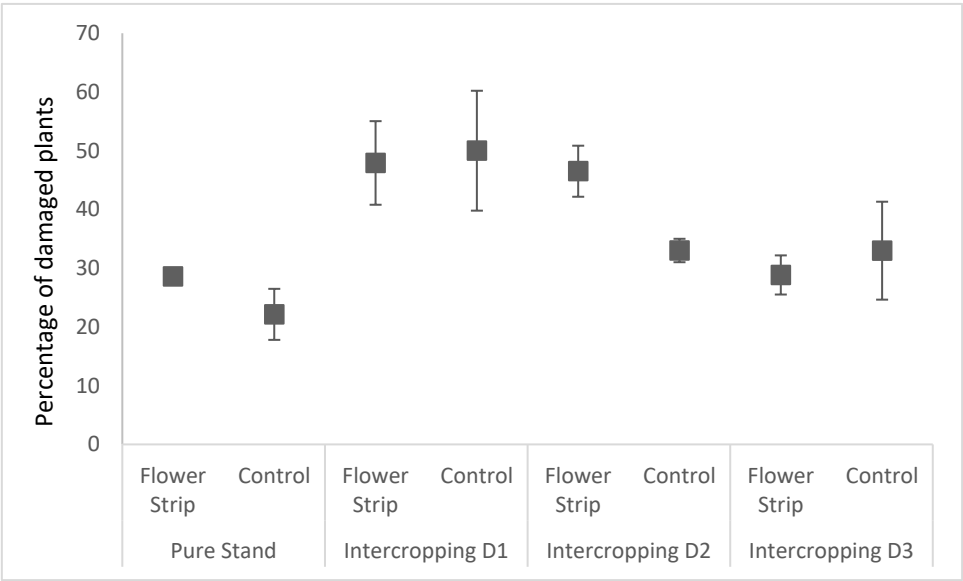 70
60
50
40
30
20
10
0
Percentage of damaged plants
Flower Control Flower Control Flower Control Flower Control
Strip Strip Strip Strip
Pure Stand Intercropping D1 Intercropping D2 Intercropping D3